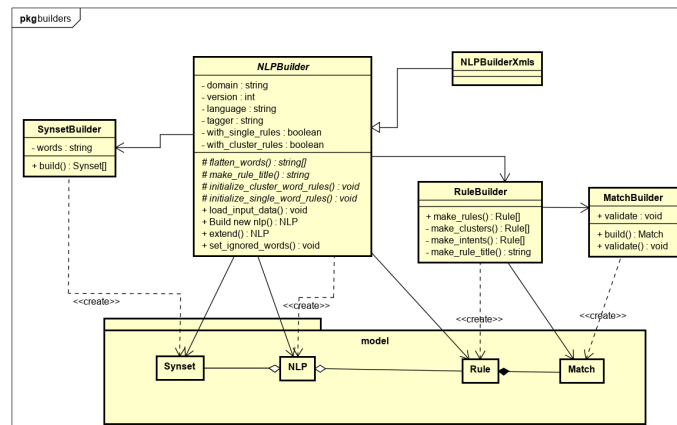 pkg builders
NLPBuilder
- domain : string
- version : int
- language : string
- tagger : string
- with_single_rules : boolean
- with_cluster_rules : boolean
# flatten_words() : string[]
# make_rule_title() : string
# initialize_cluster_word_rules() : void
# initialize_single_word_rules() : void
+ load_input_data() : void
+ Build new nlp() : NLP
+ extend() : NLP
+ set_ignored_words() : void
NLPBuilderXmls
SynsetBuilder
- words : string
+ build() : Synset[]
RuleBuilder
+ make_rules() : Rule[]
- make_clusters() : Rule[]
- make_intents() : Rule[]
- make_rule_title() : string
MatchBuilder
+ validate : void
+ build() : Match
+ validate() : void
<<create>>
<<create>>
<<create>>
<<create>>
model
Synset
NLP
Rule
Match